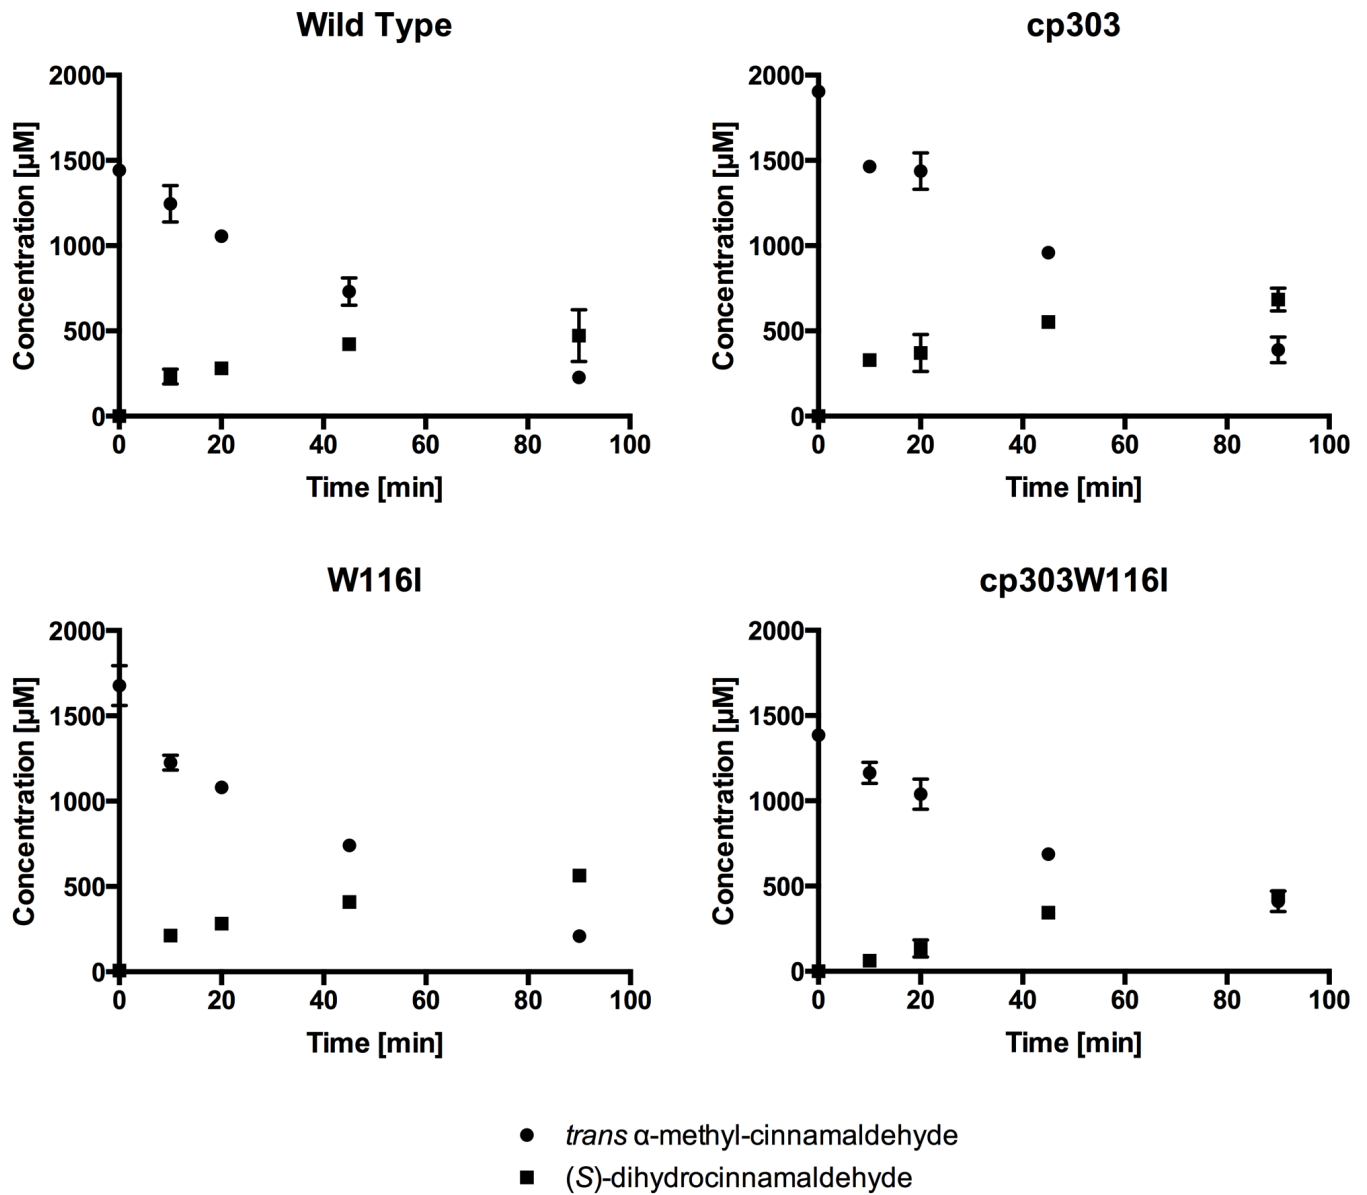 Wild Type
2000
1500
1000
500
0
0 20 40 60 80 100
Concentration [µM]
Time [min]
cp303
2000
1500
1000
500
0
0 20 40 60 80 100
Concentration [µM]
Time [min]
W116I
2000
1500
1000
500
0
0 20 40 60 80 100
Concentration [µM]
Time [min]
cp303W116I
2000
1500
1000
500
0
0 20 40 60 80 100
Concentration [µM]
Time [min]
trans α-methyl-cinnamaldehyde
(S)-dihydrocinnamaldehyde